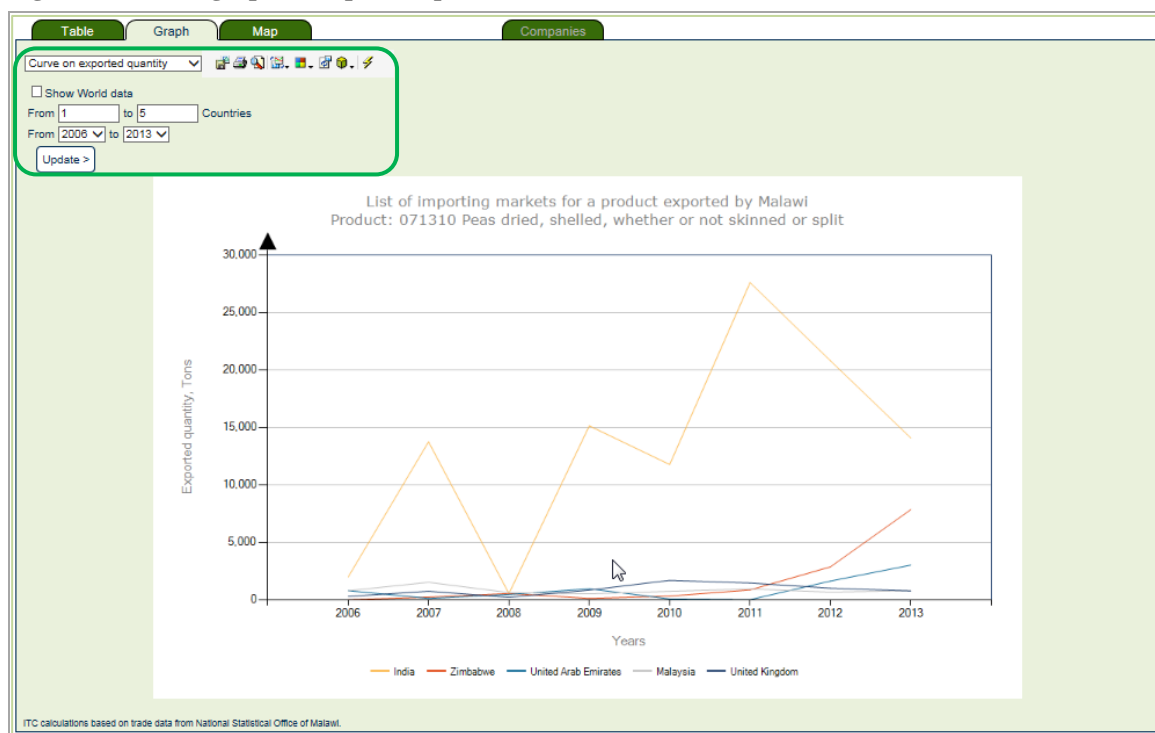 Table Graph Map Companies
Curve on exported quantity
Show World data
From 1 to 5 Countries
From 2006 to 2013
Update >
List of importing markets for a product exported by Malawi
Product: 071310 Peas dried, shelled, whether or not skinned or split
30,000
25,000
20,000
15,000
10,000
5,000
0
Exported quantity, Tons
2006 2007 2008 2009 2010 2011 2012 2013
Years
India Zimbabwe United Arab Emirates Malaysia United Kingdom
ITC calculations based on trade data from National Statistical Office of Malawi.